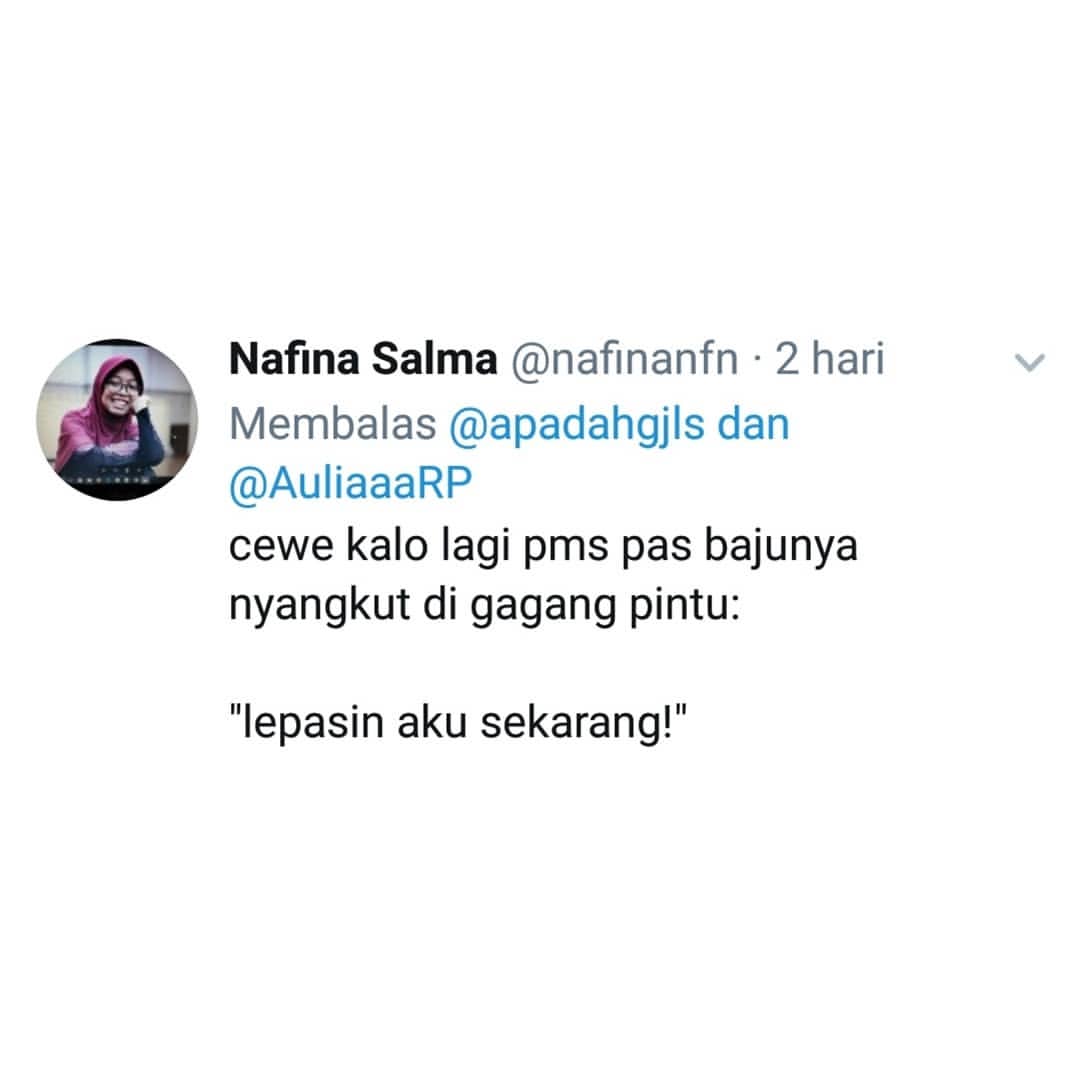 Nafina Salma @nafinanfn · 2 hari
Membalas @apadahgjls dan
@AuliaaaRP
cewe kalo lagi pms pas bajunya
nyangkut di gagang pintu:
"lepasin aku sekarang!"